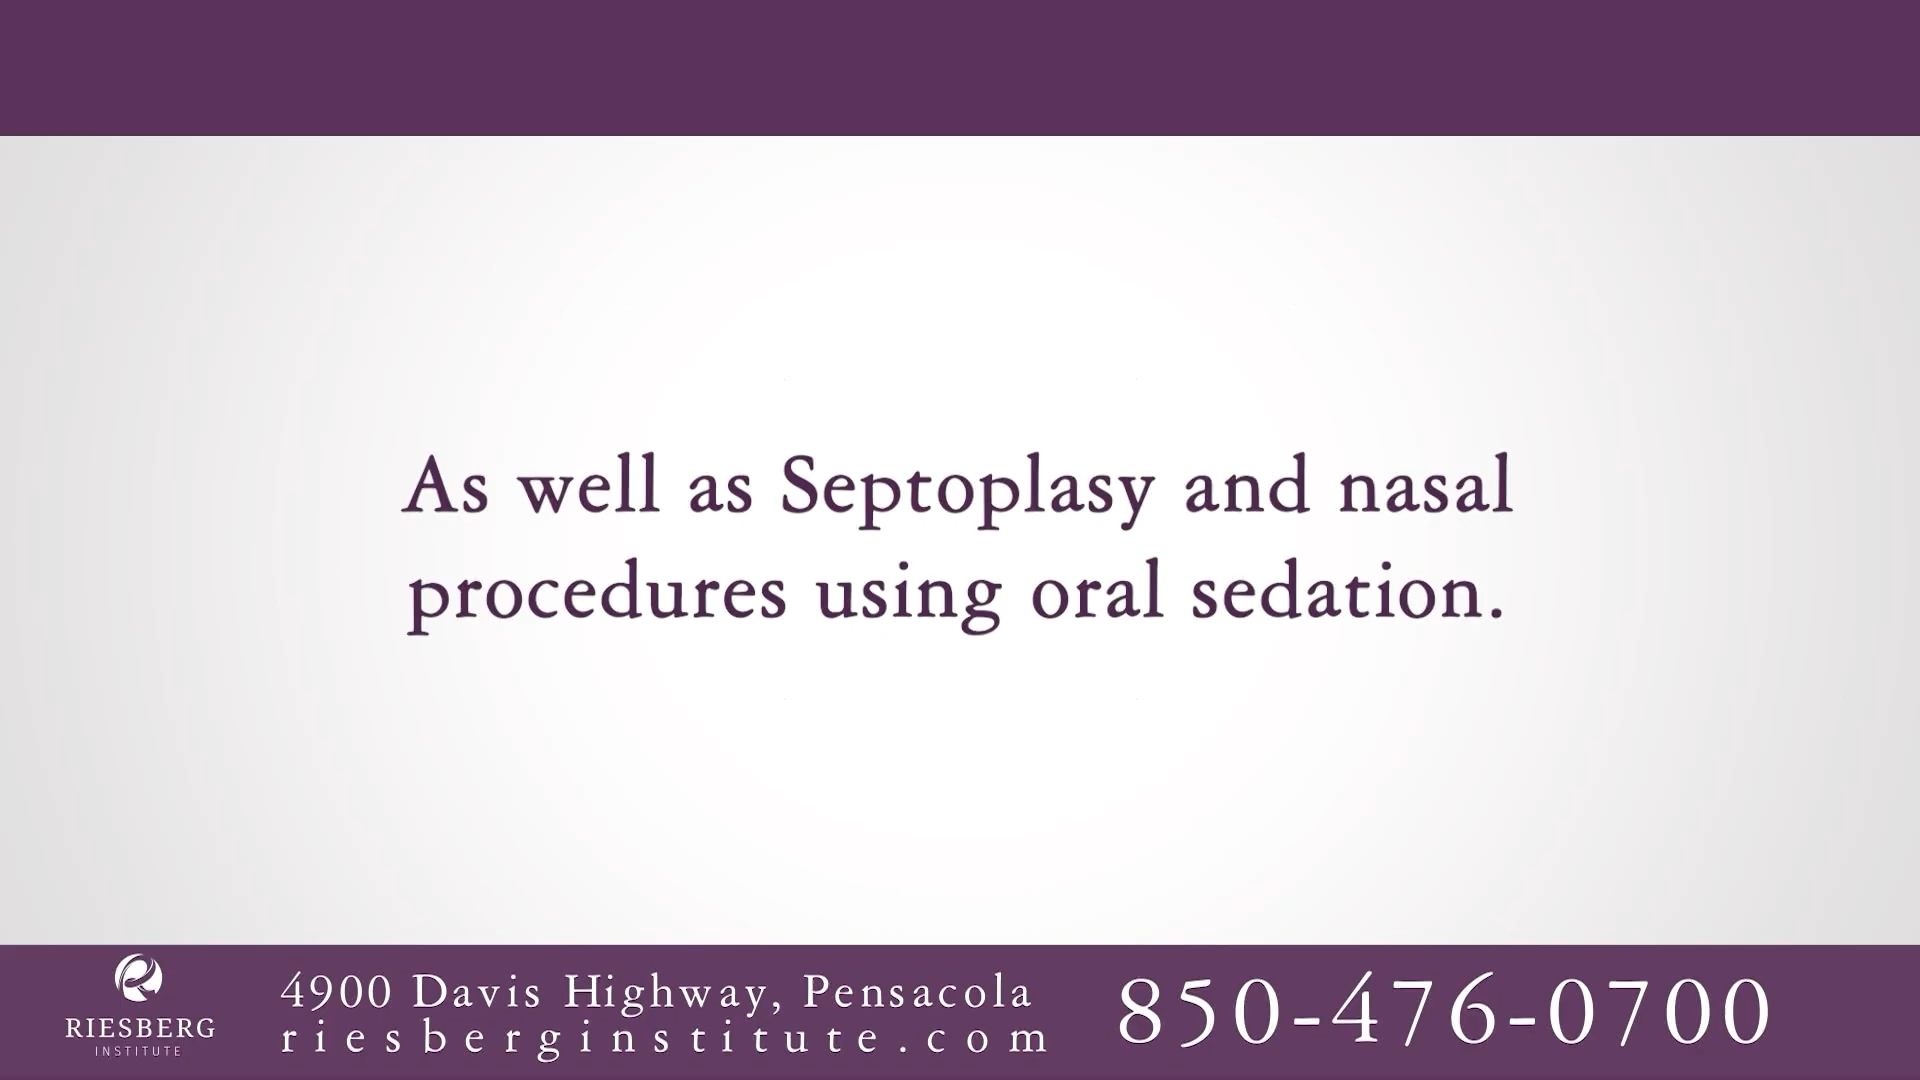 As well as Septoplasy and nasal
procedures using oral sedation.
RIESBERG
INSTITUTE
4900 Davis Highway, Pensacola
riesberginstitute.com
850-476-0700